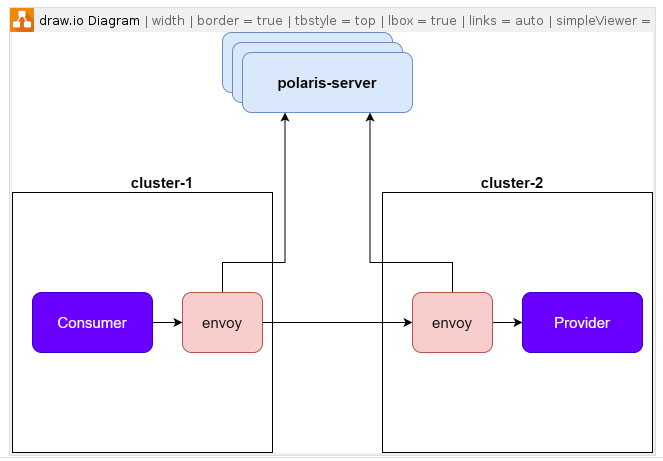 draw.io Diagram | width | border = true | tbstyle = top | lbox = true | links = auto | simpleViewer =
polaris-server
cluster-1
cluster-2
Consumer
envoy
envoy
Provider